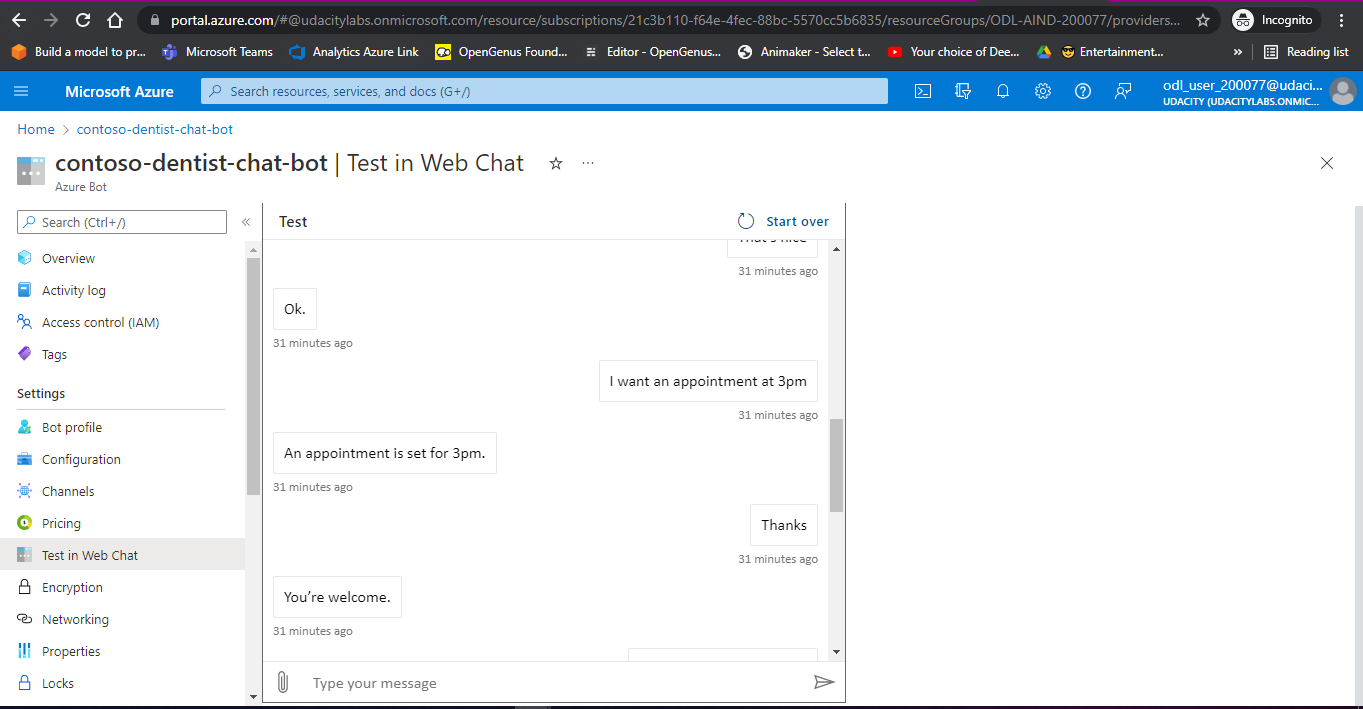 portal.azure.com/#@udacitylabs.onmicrosoft.com/resource/subscriptions/21c3b110-f64e-4fec-88bc-5570cc5b6835/resourceGroups/ODL-AIND-200077/providers...
Incognito
Build a model to pr...
Microsoft Teams
Analytics Azure Link
OpenGenus Found...
Editor - OpenGenus...
Animaker - Select t...
Your choice of Dee...
Entertainment...
»
Reading list
Microsoft Azure
Search resources, services, and docs (G+/)
odl_user_200077@udaci...
UDACITY (UDACITYLABS.ONMIC...
Home > contoso-dentist-chat-bot
contoso-dentist-chat-bot | Test in Web Chat
...
Azure Bot
Search (Ctrl+/)
«
Overview
Activity log
Access control (IAM)
Tags
Settings
Bot profile
Configuration
Channels
Pricing
Test in Web Chat
Encryption
Networking
Properties
Locks
Test
Start over
That's nice
31 minutes ago
Ok.
31 minutes ago
I want an appointment at 3pm
31 minutes ago
An appointment is set for 3pm.
31 minutes ago
Thanks
31 minutes ago
You’re welcome.
31 minutes ago
Type your message